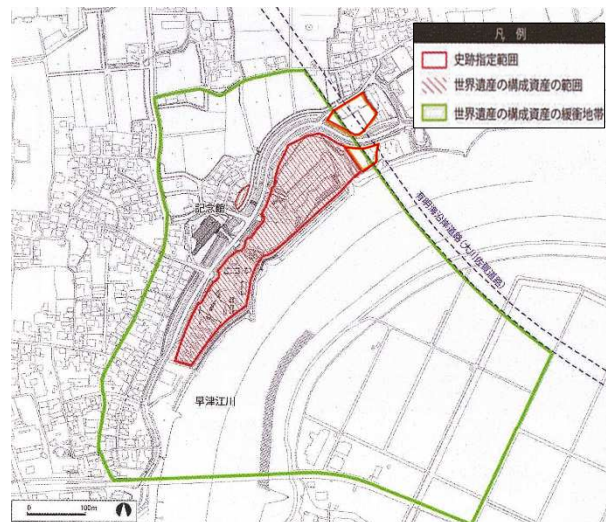 凡 例
史跡指定範囲
世界遺産の構成資産の範囲
世界遺産の構成資産の緩衝地帯
記念館
有明海沿岸道路(大川佐賀道路)
早津江川
0 100m